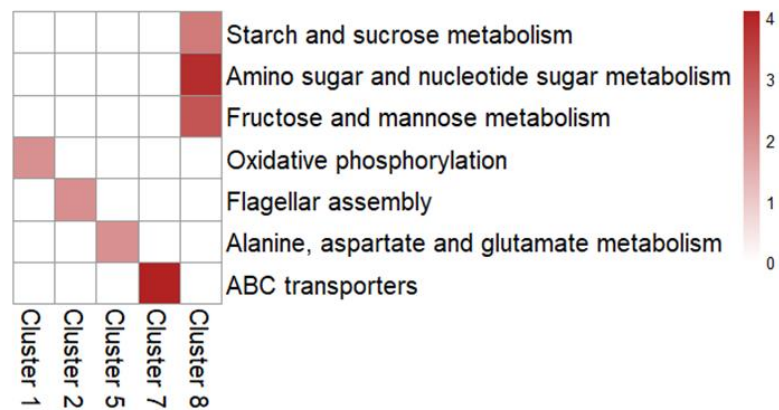 Starch and sucrose metabolism
Amino sugar and nucleotide sugar metabolism
Fructose and mannose metabolism
Oxidative phosphorylation
Flagellar assembly
Alanine, aspartate and glutamate metabolism
ABC transporters
Cluster 1
Cluster 2
Cluster 5
Cluster 7
Cluster 8
4
3
2
1
0